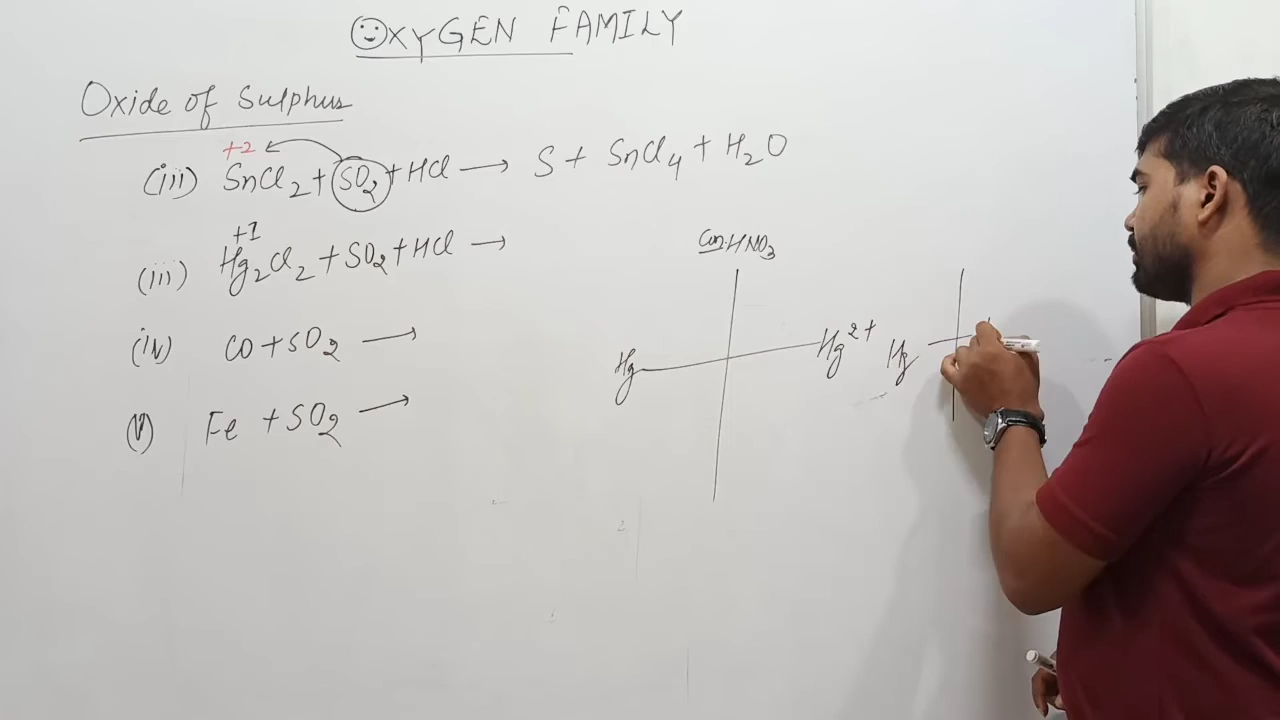 OXYGEN FAMILY
Oxide of Sulphur
+2
(iii) SnCl2 + SO2 + HCl → S + SnCl4 + H2O
+I
(iii) Hg2Cl2 + SO2 + HCl →
Con. HNO3
(iv) CO + SO2 →
Hg Hg2+ Hg
(V) Fe + SO2 →